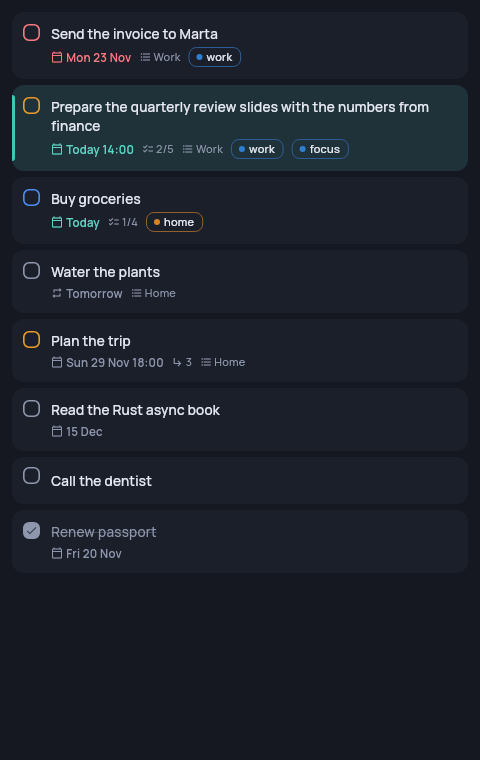 Send the invoice to Marta
Mon 23 Nov Work work
Prepare the quarterly review slides with the numbers from
finance
Today 14:00 2/5 Work work focus
Buy groceries
Today 1/4 home
Water the plants
Tomorrow Home
Plan the trip
Sun 29 Nov 18:00 3 Home
Read the Rust async book
15 Dec
Call the dentist
Renew passport
Fri 20 Nov